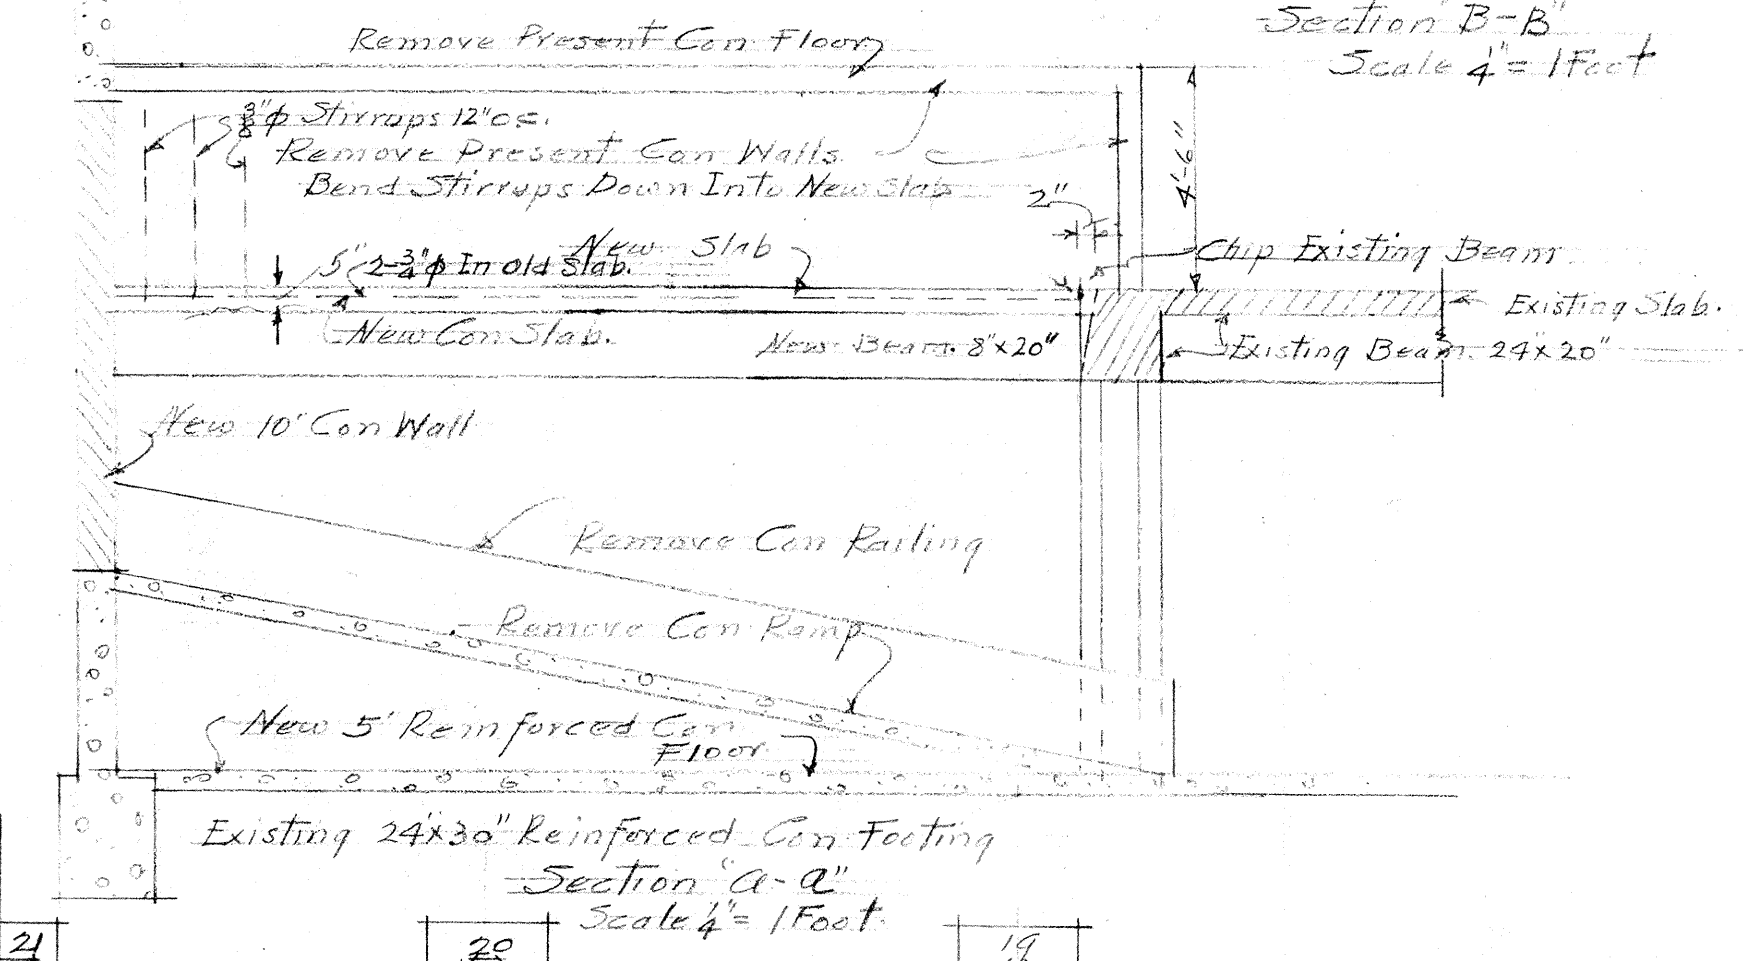 Section "B-B"
Scale 1/4" = 1 Foot
Remove Present Con Floor
3/8" φ Stirrups 12" oc.
Remove Present Con Walls
Bend Stirrups Down Into New Slab
2"
4'-6"
New Slab
5" 2-3/4" φ In Old Slab.
Chip Existing Beam
Existing Slab.
New Con Slab.
New Beam. 8"x20"
Existing Beam. 24"x20"
New 10' Con Wall
Remove Con Railing
Remove Con Ramp
New 5' Reinforced Con
Floor
Existing 24"x30" Reinforced Con Footing
Section "a-a"
Scale 1/4" = 1 Foot
21
20
19